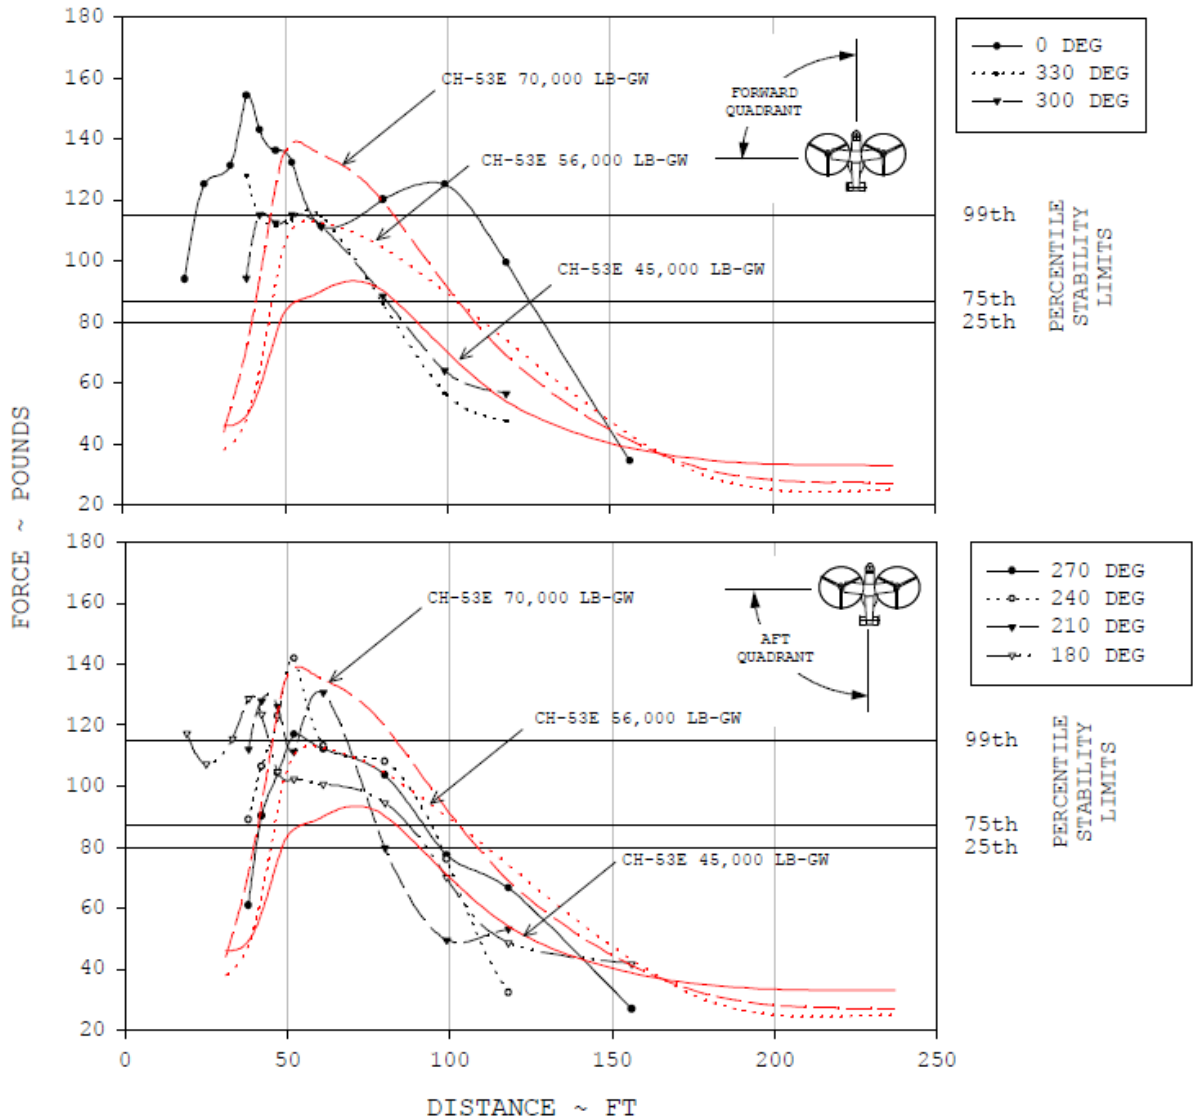 180
160
140
120
100
80
60
40
20
CH-53E 70,000 LB-GW
CH-53E 56,000 LB-GW
CH-53E 45,000 LB-GW
FORWARD
QUADRANT
0 DEG
330 DEG
300 DEG
99th
75th
25th
PERCENTILE
STABILITY
LIMITS
FORCE ~ POUNDS
180
160
140
120
100
80
60
40
20
CH-53E 70,000 LB-GW
CH-53E 56,000 LB-GW
CH-53E 45,000 LB-GW
AFT
QUADRANT
270 DEG
240 DEG
210 DEG
180 DEG
99th
75th
25th
PERCENTILE
STABILITY
LIMITS
0 50 100 150 200 250
DISTANCE ~ FT